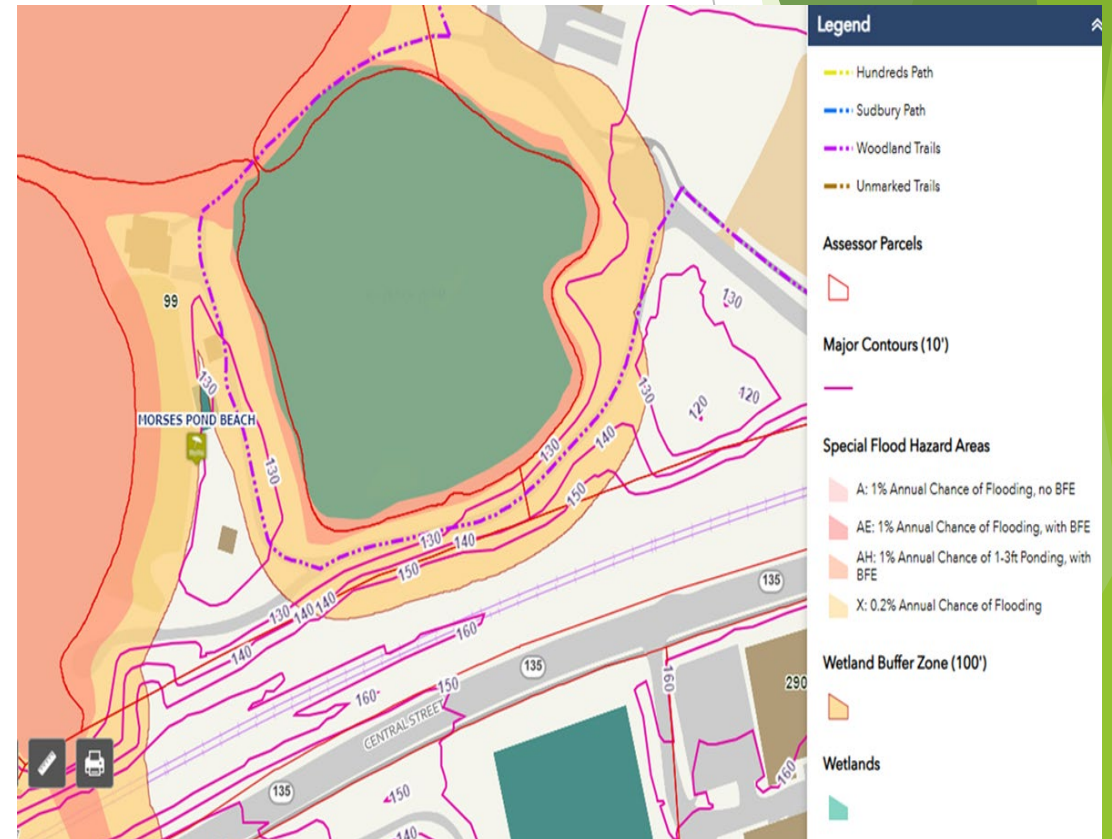 130
99
130
120
120
130
130
MORSES POND BEACH
130
130
140
150
130
140
150
130
140
140
140
160
135
135
160
290
160
150
CENTRAL STREET
135
150
160
140
Legend
Hundreds Path
Sudbury Path
Woodland Trails
Unmarked Trails
Assessor Parcels
Major Contours (10')
Special Flood Hazard Areas
A: 1% Annual Chance of Flooding, no BFE
AE: 1% Annual Chance of Flooding, with BFE
AH: 1% Annual Chance of 1-3ft Ponding, with
BFE
X: 0.2% Annual Chance of Flooding
Wetland Buffer Zone (100')
Wetlands